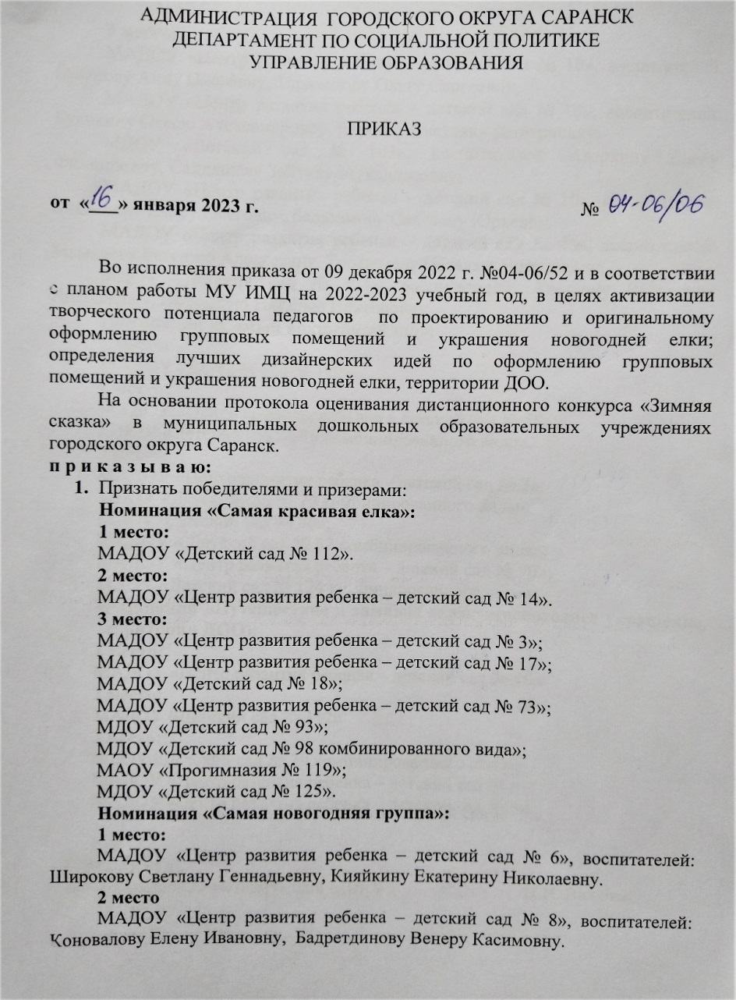 АДМИНИСТРАЦИЯ ГОРОДСКОГО ОКРУГА САРАНСК
ДЕПАРТАМЕНТ ПО СОЦИАЛЬНОЙ ПОЛИТИКЕ
УПРАВЛЕНИЕ ОБРАЗОВАНИЯ
ПРИКАЗ
от «16» января 2023 г. № 04-06/06
Во исполнения приказа от 09 декабря 2022 г. №04-06/52 и в соответствии
с планом работы МУ ИМЦ на 2022-2023 учебный год, в целях активизации
творческого потенциала педагогов по проектированию и оригинальному
оформлению групповых помещений и украшения новогодней елки;
определения лучших дизайнерских идей по оформлению групповых
помещений и украшения новогодней елки, территории ДОО.
На основании протокола оценивания дистанционного конкурса «Зимняя
сказка» в муниципальных дошкольных образовательных учреждениях
городского округа Саранск.
п р и к а з ы в а ю:
1. Признать победителями и призерами:
Номинация «Самая красивая елка»:
1 место:
МАДОУ «Детский сад № 112».
2 место:
МАДОУ «Центр развития ребенка – детский сад № 14».
3 место:
МАДОУ «Центр развития ребенка – детский сад № 3»;
МАДОУ «Центр развития ребенка – детский сад № 17»;
МАДОУ «Детский сад № 18»;
МАДОУ «Центр развития ребенка – детский сад № 73»;
МДОУ «Детский сад № 93»;
МДОУ «Детский сад № 98 комбинированного вида»;
МАОУ «Прогимназия № 119»;
МДОУ «Детский сад № 125».
Номинация «Самая новогодняя группа»:
1 место:
МАДОУ «Центр развития ребенка – детский сад № 6», воспитателей:
Широкову Светлану Геннадьевну, Кияйкину Екатерину Николаевну.
2 место
МАДОУ «Центр развития ребенка – детский сад № 8», воспитателей:
Коновалову Елену Ивановну, Бадретдинову Венеру Касимовну.